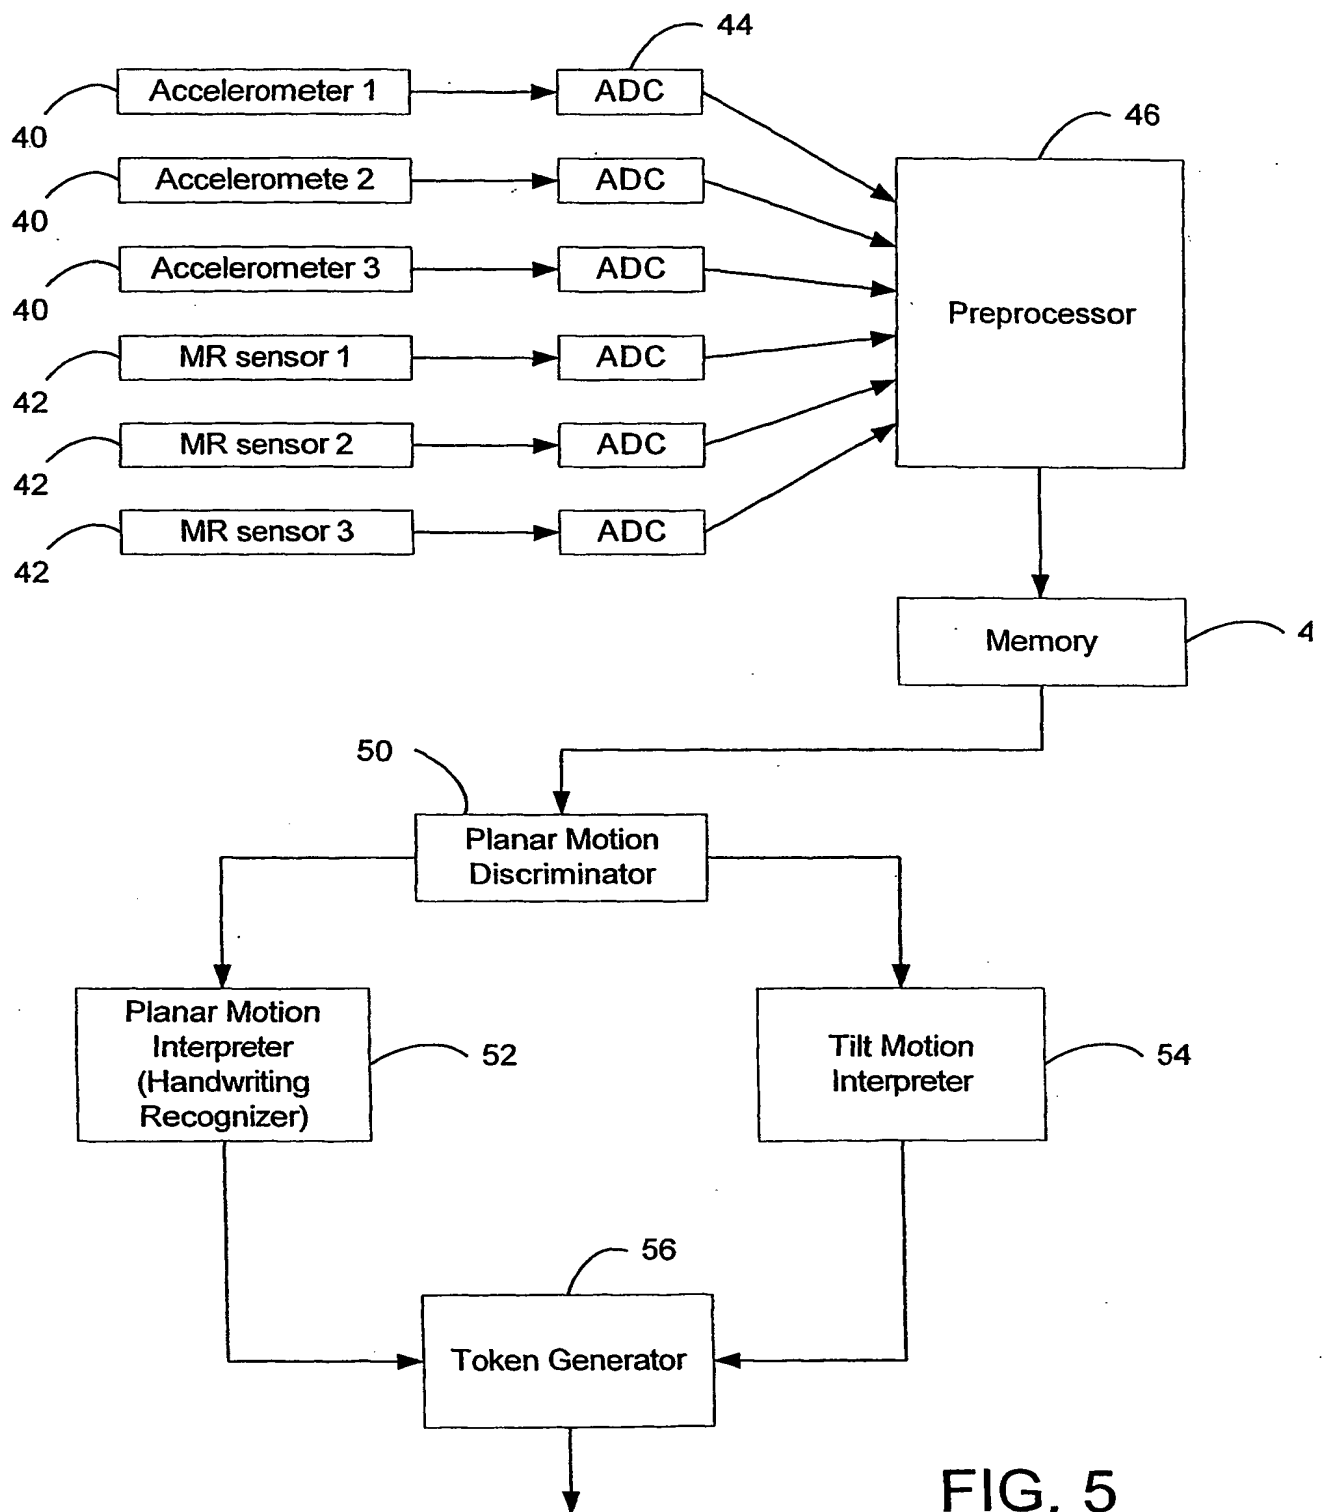 44
Accelerometer 1
ADC
40
46
Acceleromete 2
ADC
40
Accelerometer 3
ADC
40
Preprocessor
MR sensor 1
ADC
42
MR sensor 2
ADC
42
MR sensor 3
ADC
42
Memory
4
50
Planar Motion
Discriminator
Planar Motion
Interpreter
(Handwriting
Recognizer)
52
Tilt Motion
Interpreter
54
56
Token Generator
FIG. 5